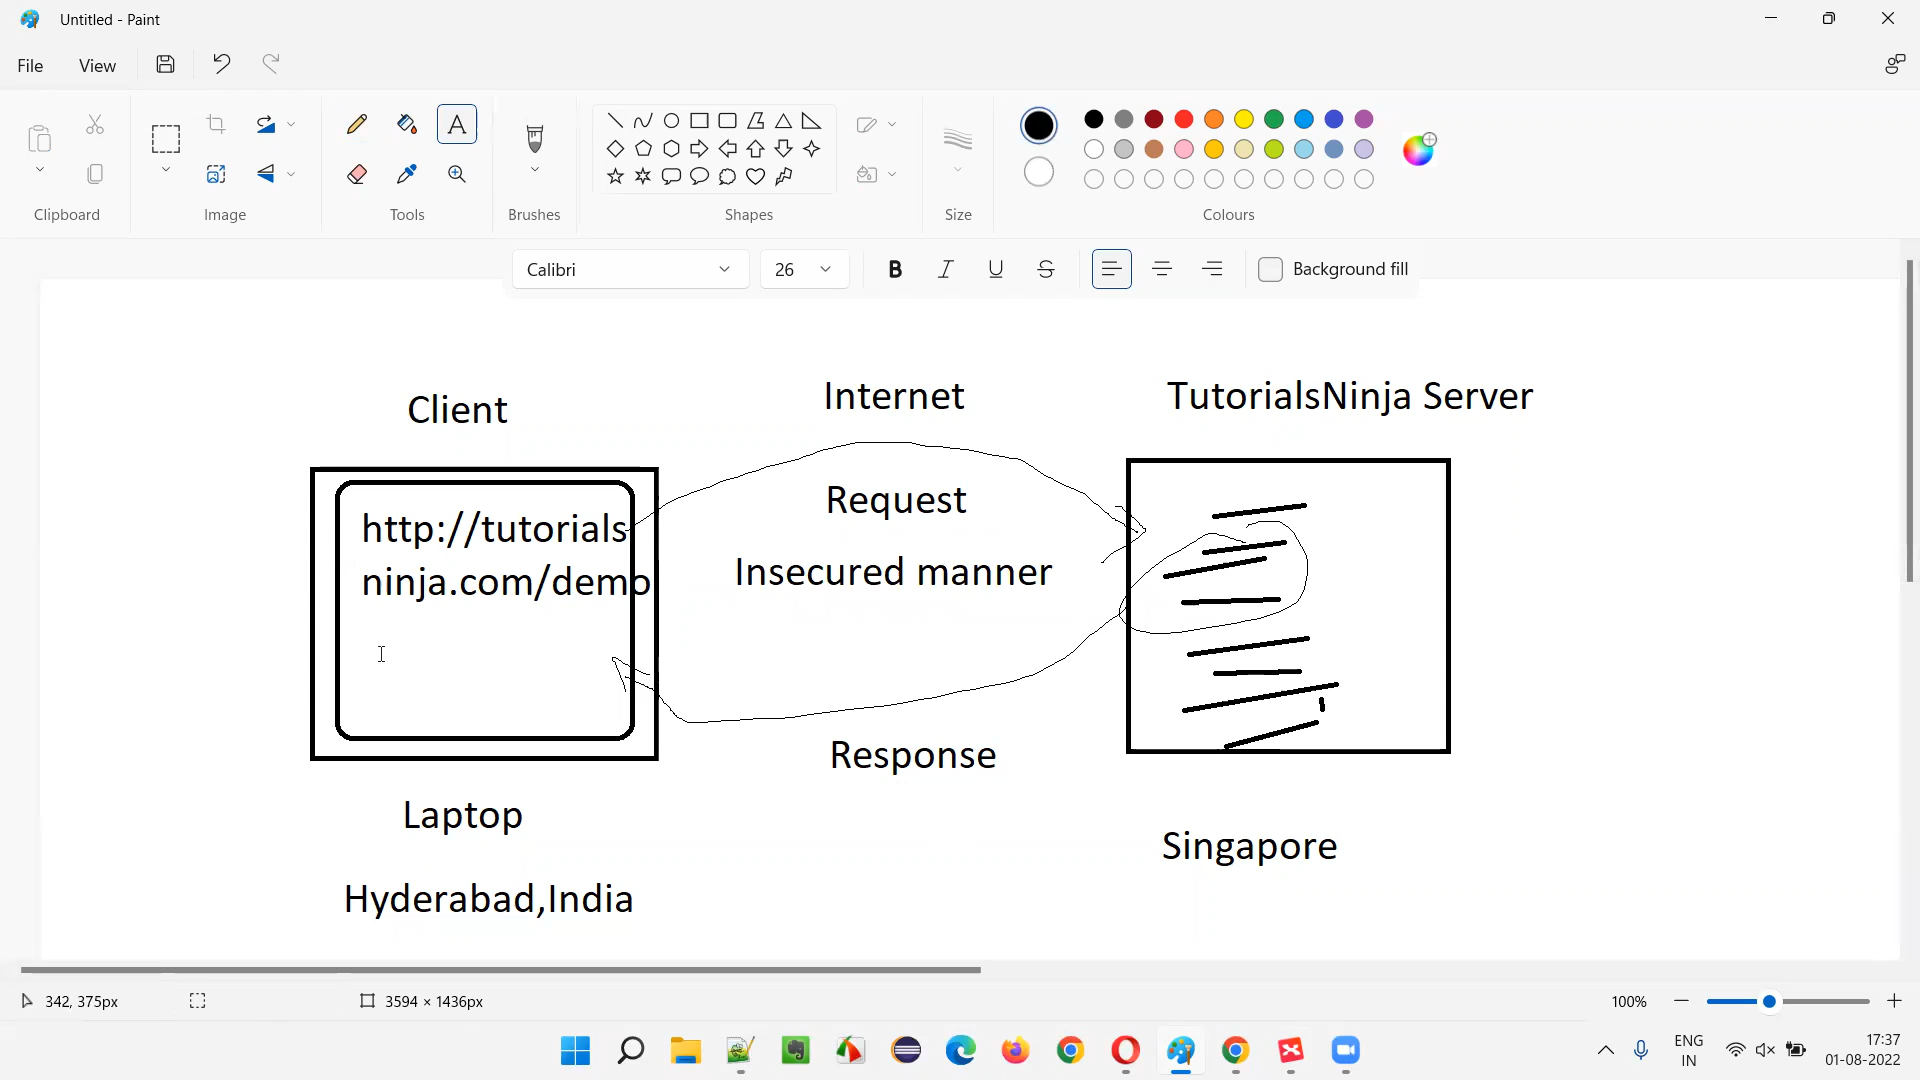 Untitled - Paint
File
View
Clipboard
Image
Tools
Brushes
Shapes
Size
Colours
Calibri
26
B
I
U
S
Background fill
Client
Internet
TutorialsNinja Server
http://tutorials
ninja.com/demo
Request
Insecured manner
Response
Laptop
Hyderabad,India
Singapore
342, 375px
3594 × 1436px
100%
ENG
IN
17:37
01-08-2022